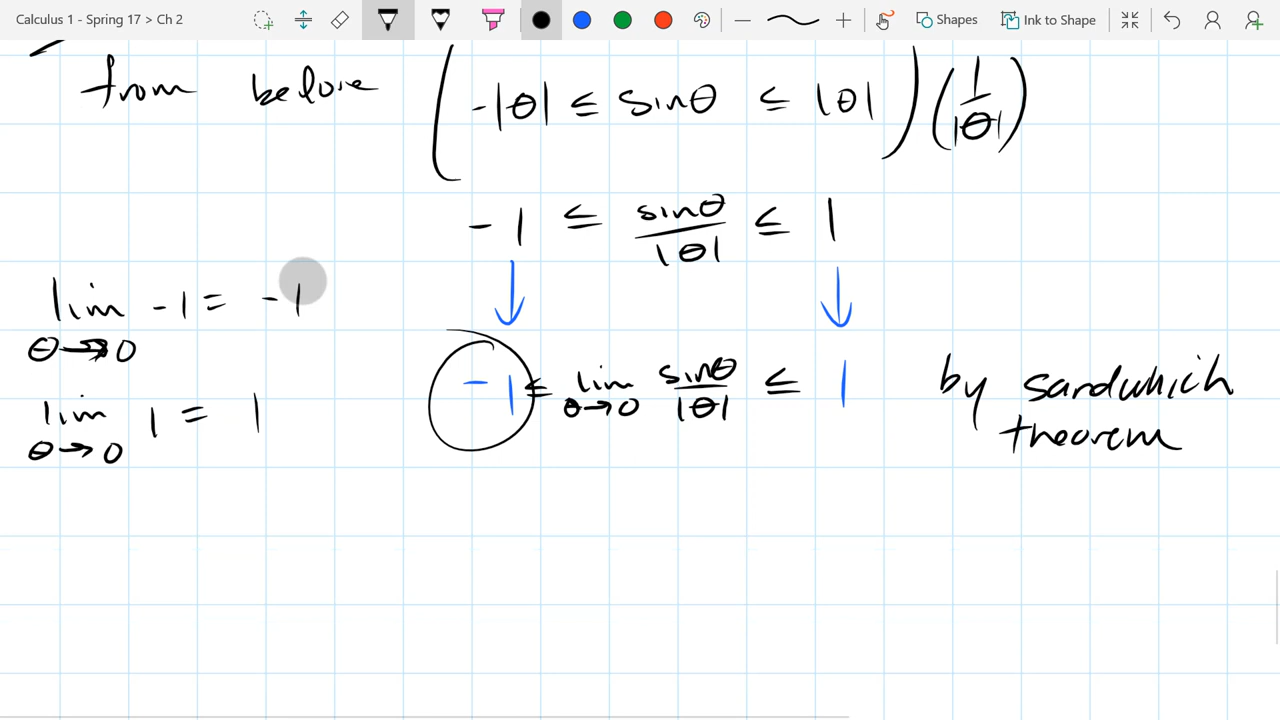 Calculus 1 - Spring 17 > Ch 2
Shapes
Ink to Shape
from before (-|θ| ≤ sinθ ≤ |θ|)(1/|θ|)
-1 ≤ sinθ/|θ| ≤ 1
lim θ→0 -1 = -1
-1 ≤ lim θ→0 sinθ/|θ| ≤ 1
by sandwhich
theorem
lim θ→0 1 = 1